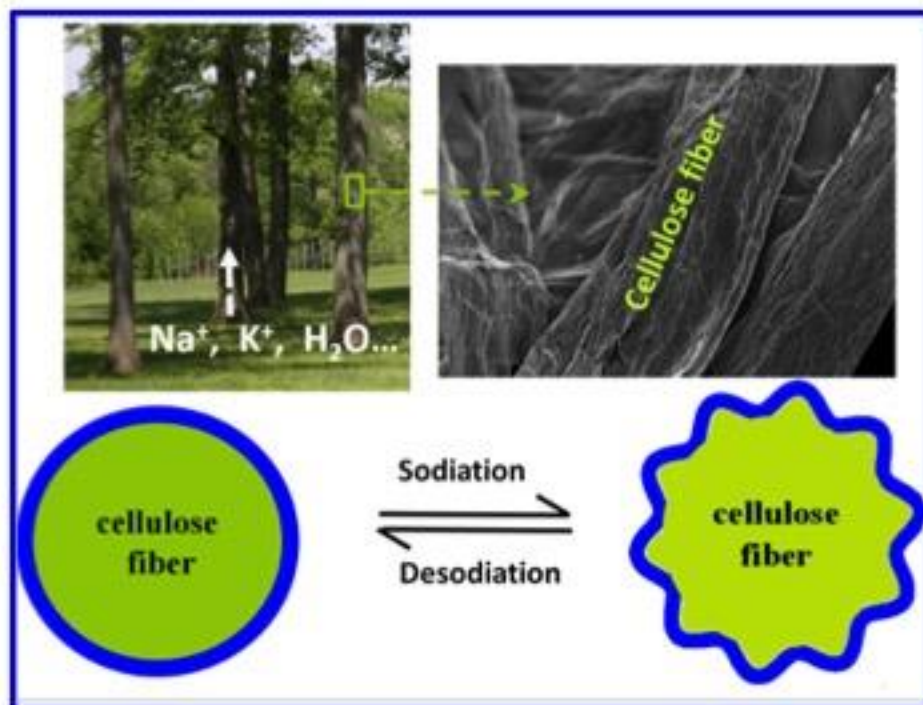 Na⁺, K⁺, H₂O...
Cellulose fiber
cellulose
fiber
Sodiation
Desodiation
cellulose
fiber